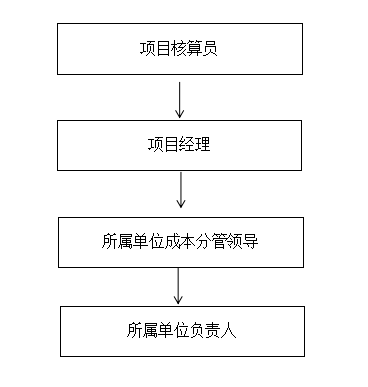 项目核算员
项目经理
所属单位成本分管领导
所属单位负责人